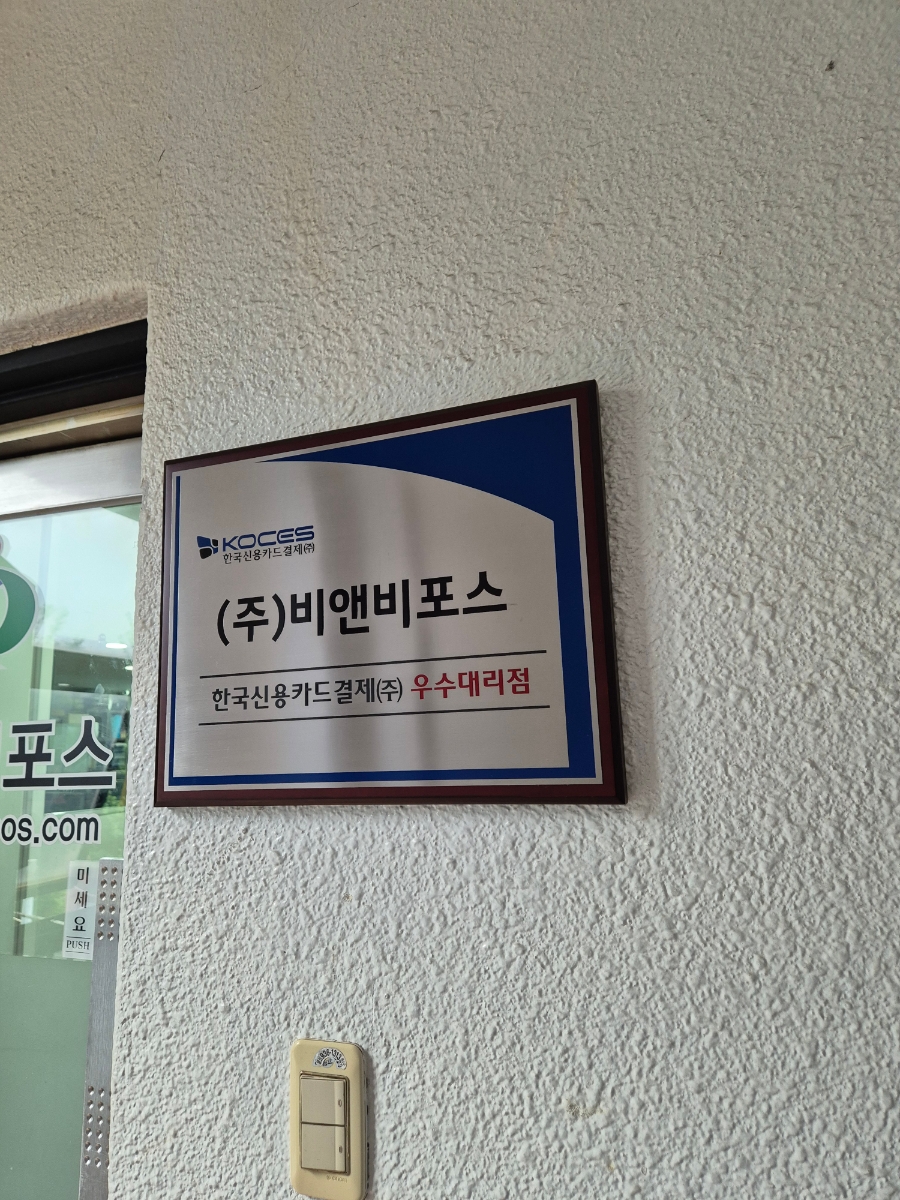 KOCES
한국신용카드결제㈜
(주)비앤비포스
한국신용카드결제㈜ 우수대리점
포스
os.com
미세요
PUSH